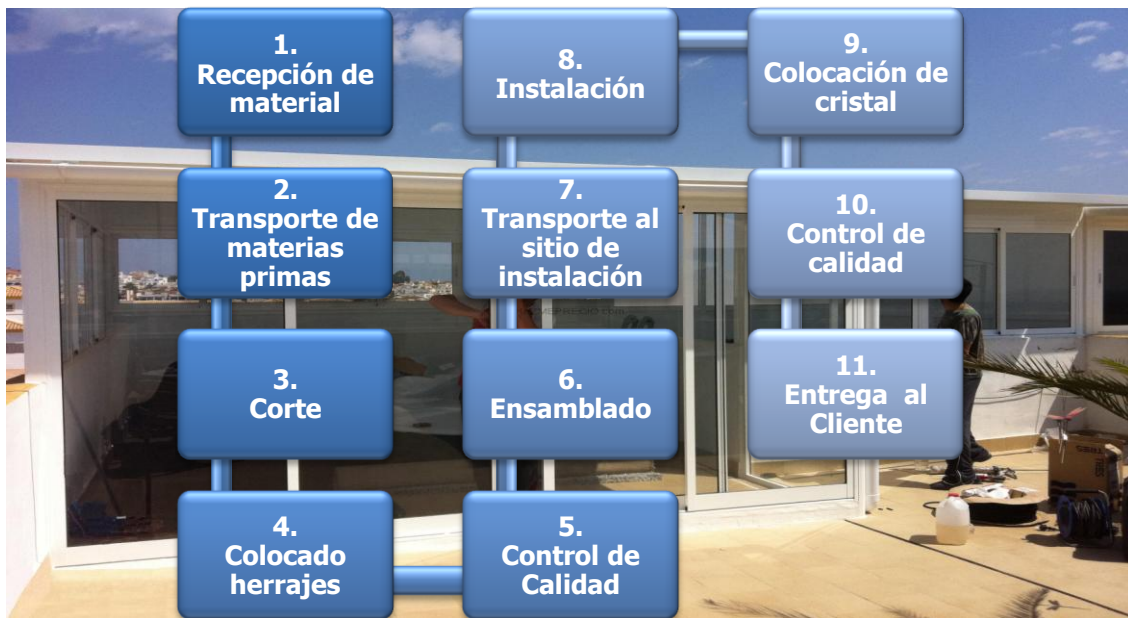 1.
Recepción de
material
2.
Transporte de
materias
primas
3.
Corte
4.
Colocado
herrajes
5.
Control de
Calidad
6.
Ensamblado
7.
Transporte al
sitio de
instalación
8.
Instalación
9.
Colocación de
cristal
10.
Control de
calidad
11.
Entrega al
Cliente